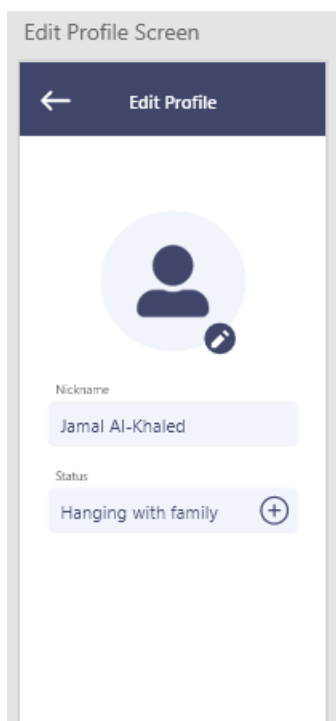 Edit Profile Screen
Edit Profile
Nickname
Jamal Al-Khaled
Status
Hanging with family